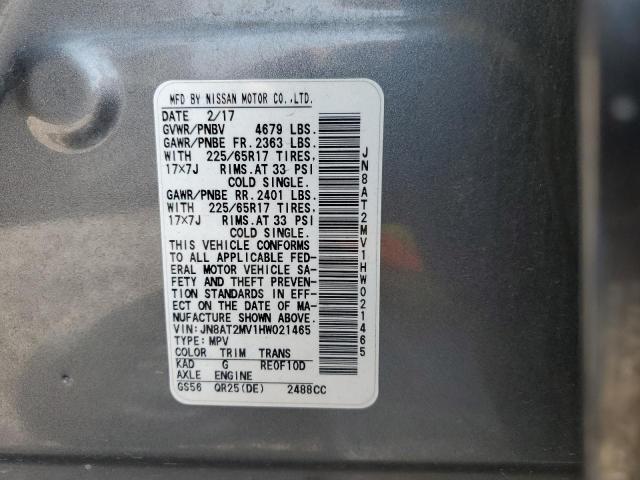 MFD BY NISSAN MOTOR CO.,LTD.
DATE 2/17
GVWR/PNBV 4679 LBS.
GAWR/PNBE FR. 2363 LBS.
WITH 225/65R17 TIRES,
17X7J RIMS.AT 33 PSI
COLD SINGLE.
GAWR/PNBE RR. 2401 LBS.
WITH 225/65R17 TIRES,
17X7J RIMS.AT 33 PSI
COLD SINGLE.
THIS VEHICLE CONFORMS
TO ALL APPLICABLE FED-
ERAL MOTOR VEHICLE SA-
FETY AND THEFT PREVEN-
TION STANDARDS IN EFF-
ECT ON THE DATE OF MA-
NUFACTURE SHOWN ABOVE.
VIN: JN8AT2MV1HW021465
TYPE: MPV
COLOR TRIM TRANS
KAD G RE0F10D
AXLE ENGINE
GS56 QR25(DE) 2488CC
JN8AT2MV1HW021465